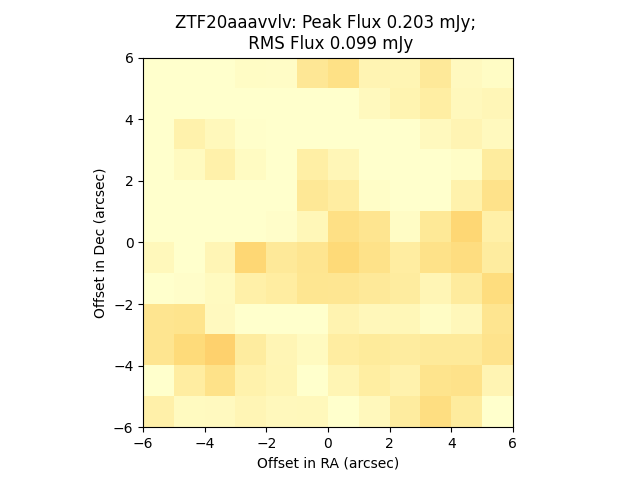 ZTF20aaavvlv: Peak Flux 0.203 mJy;
RMS Flux 0.099 mJy
6
4
2
0
−2
−4
−6
Offset in Dec (arcsec)
−6 −4 −2 0 2 4 6
Offset in RA (arcsec)